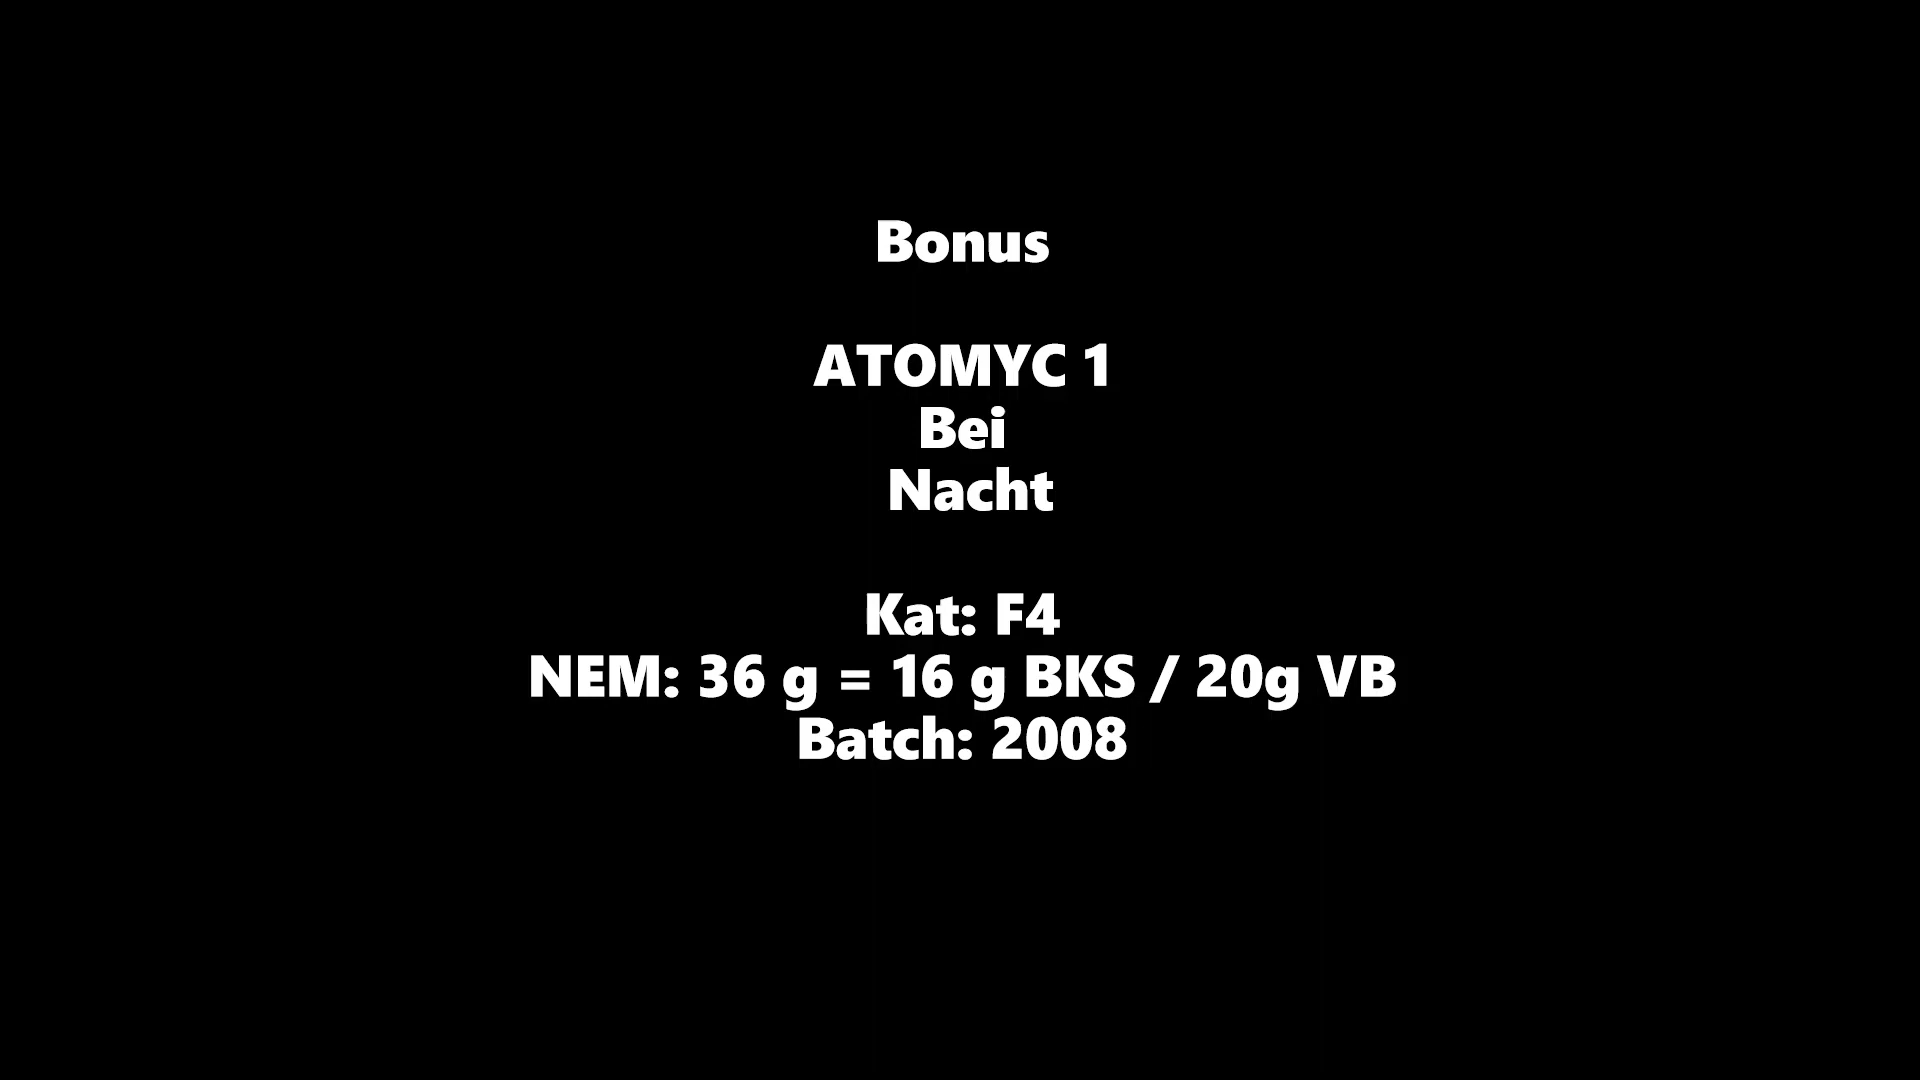 Bonus
ATOMYC 1
Bei
Nacht
Kat: F4
NEM: 36 g = 16 g BKS / 20g VB
Batch: 2008